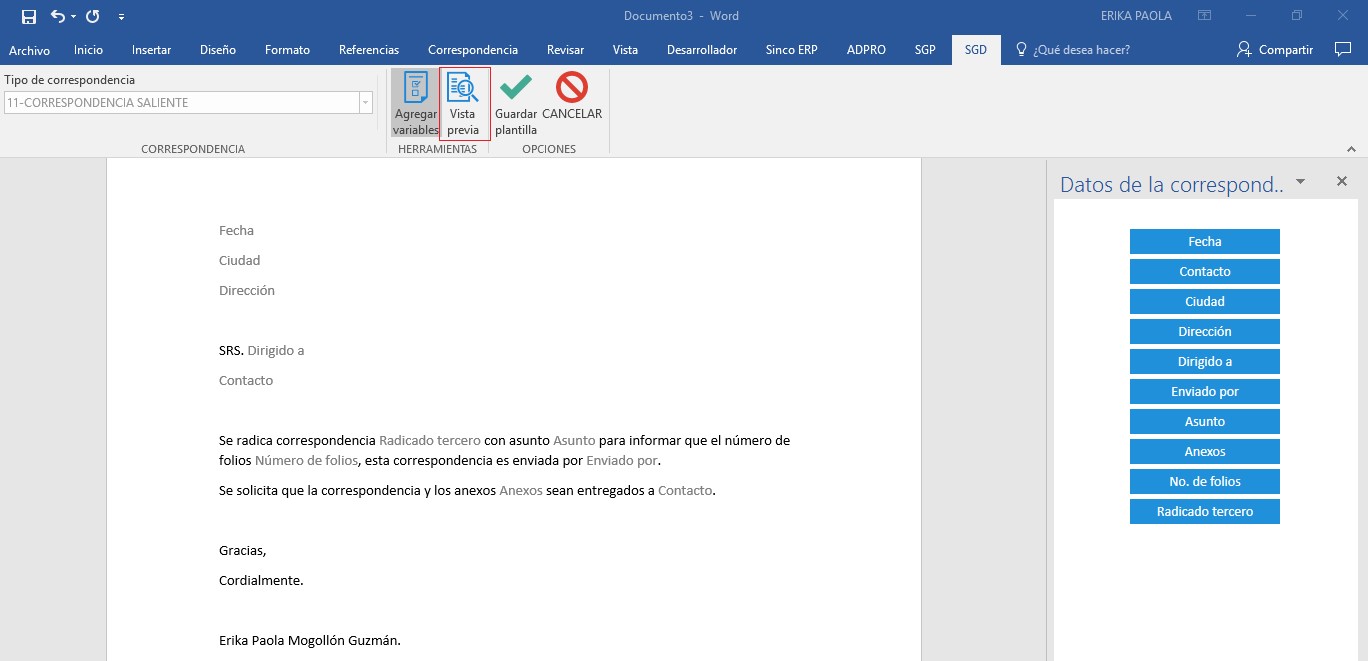 Documento3 - Word
ERIKA PAOLA
Archivo Inicio Insertar Diseño Formato Referencias Correspondencia Revisar Vista Desarrollador Sinco ERP ADPRO SGP SGD ¿Qué desea hacer? Compartir
Tipo de correspondencia
11-CORRESPONDENCIA SALIENTE
CORRESPONDENCIA
Agregar
variables
Vista
previa
HERRAMIENTAS
Guardar
plantilla
CANCELAR
OPCIONES
Fecha
Ciudad
Dirección
SRS. Dirigido a
Contacto
Se radica correspondencia Radicado tercero con asunto Asunto para informar que el número de
folios Número de folios, esta correspondencia es enviada por Enviado por.
Se solicita que la correspondencia y los anexos Anexos sean entregados a Contacto.
Gracias,
Cordialmente.
Erika Paola Mogollón Guzmán.
Datos de la correspond..
Fecha
Contacto
Ciudad
Dirección
Dirigido a
Enviado por
Asunto
Anexos
No. de folios
Radicado tercero